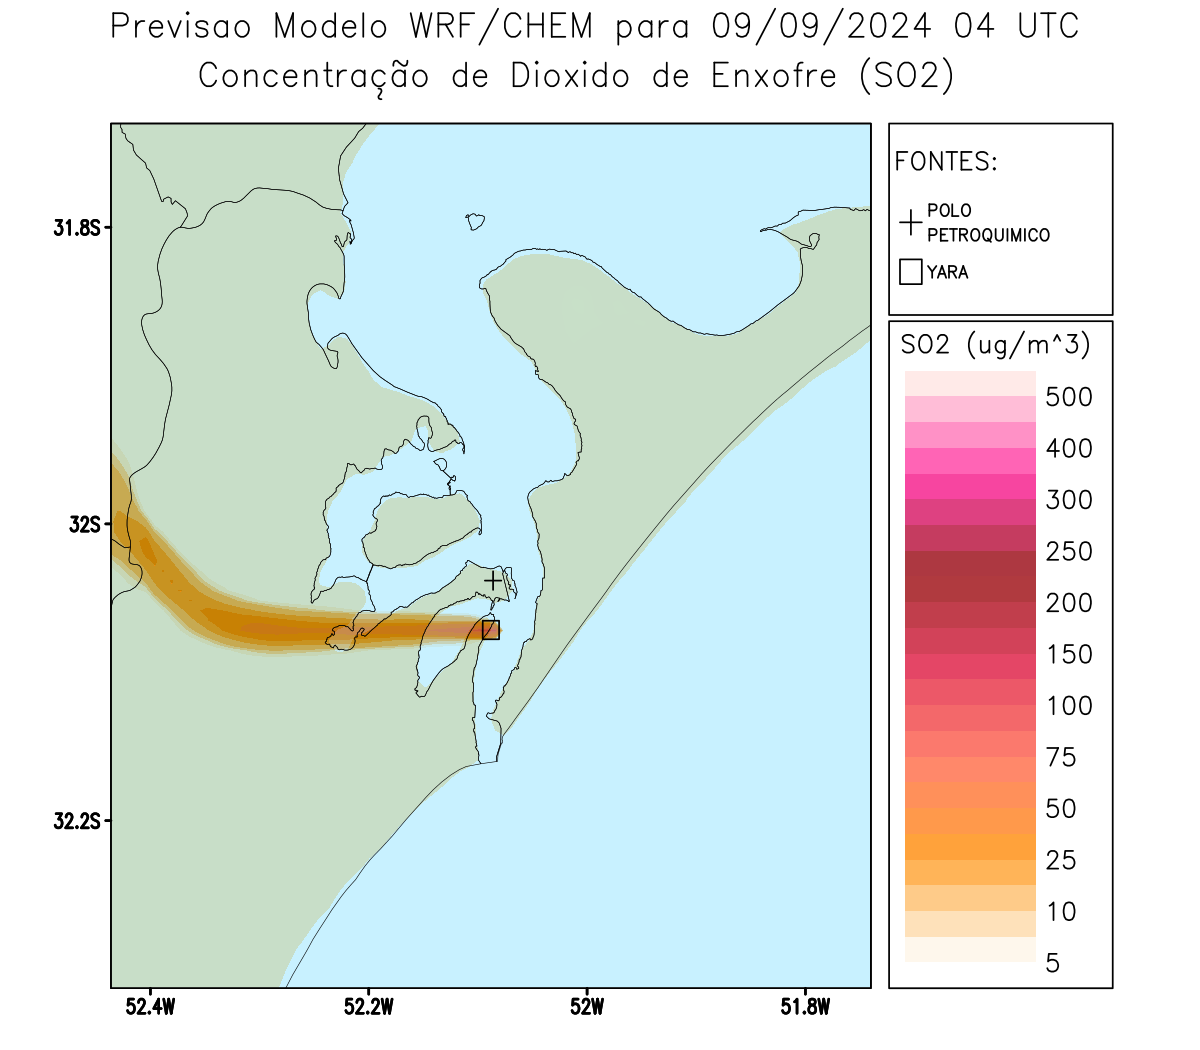 Previsao Modelo WRF/CHEM para 09/09/2024 04 UTC
Concentração de Dioxido de Enxofre (SO2)
FONTES:
POLO
PETROQUIMICO
YARA
31.8S
32S
32.2S
52.4W
52.2W
52W
51.8W
SO2 (ug/m^3)
500
400
300
250
200
150
100
75
50
25
10
5